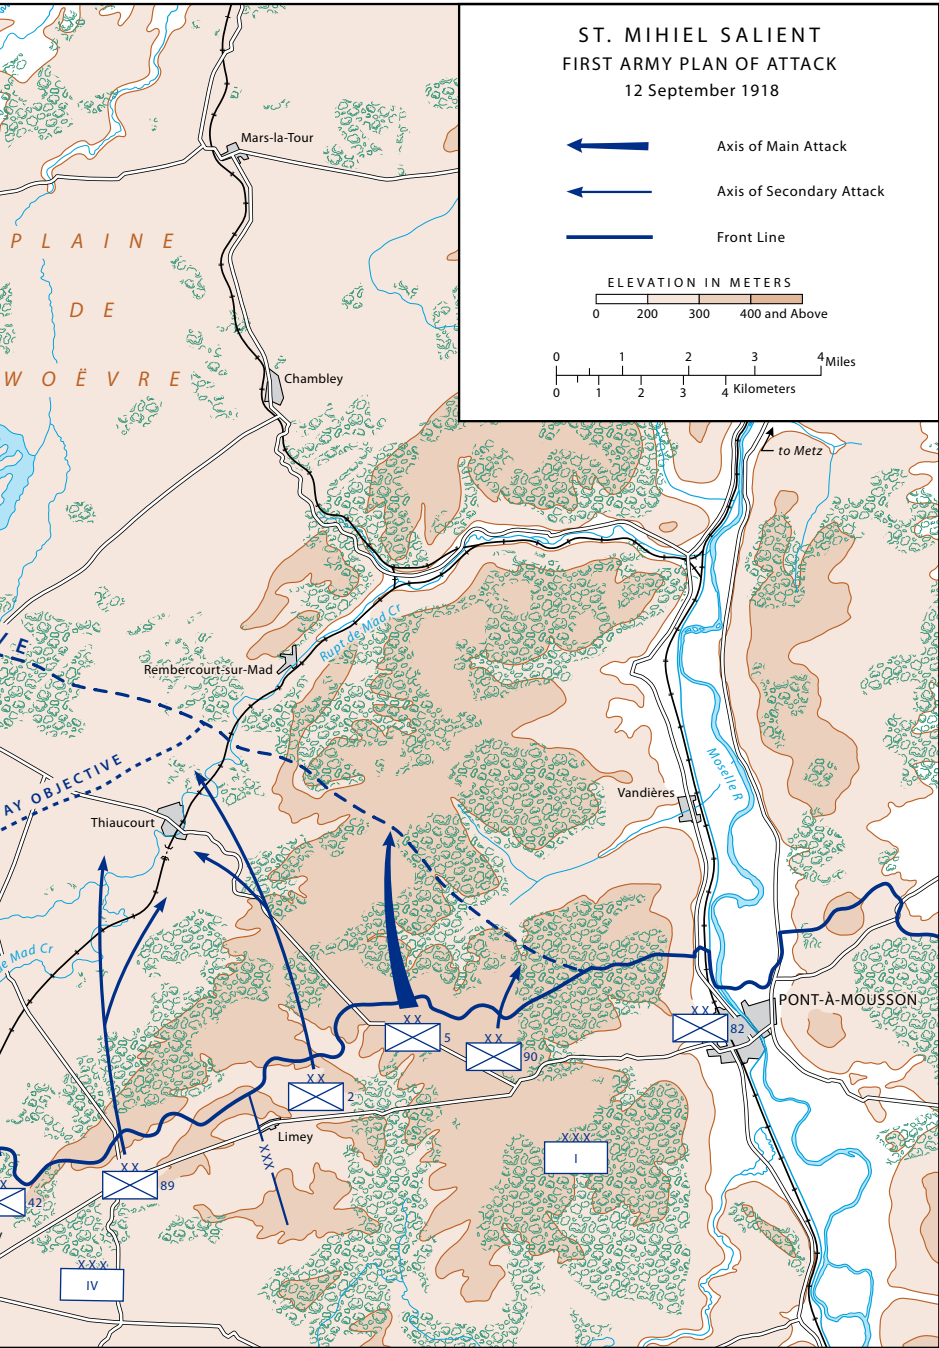 ST. MIHIEL SALIENT
FIRST ARMY PLAN OF ATTACK
12 September 1918
Axis of Main Attack
Axis of Secondary Attack
Front Line
ELEVATION IN METERS
0 200 300 400 and Above
0 1 2 3 4 Miles
0 1 2 3 4 Kilometers
Mars-la-Tour
PLAINE
DE
WOËVRE
Chambley
to Metz
VE
Rupt de Mad Cr
Rembercourt-sur-Mad
AY OBJECTIVE
Moselle R
Vandières
Thiaucourt
de Mad Cr
PONT-À-MOUSSON
XX
82
XX
5
XX
90
XX
2
Limey
XXX
XXX
I
XX
89
X
42
XXX
IV